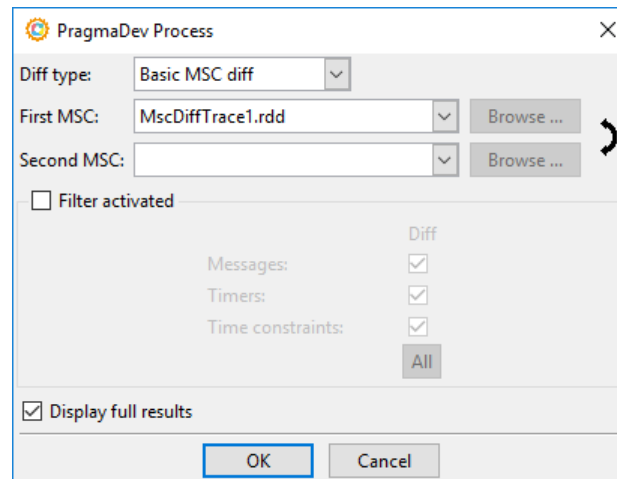 PragmaDev Process
Diff type: Basic MSC diff
First MSC: MscDiffTrace1.rdd Browse ...
Second MSC: Browse ...
Filter activated
Diff
Messages:
Timers:
Time constraints:
All
Display full results
OK Cancel